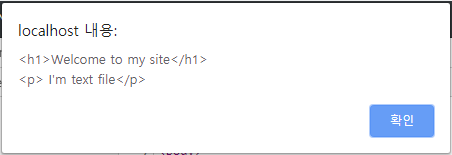 localhost 내용:
<h1>Welcome to my site</h1>
<p> I'm text file</p>
확인